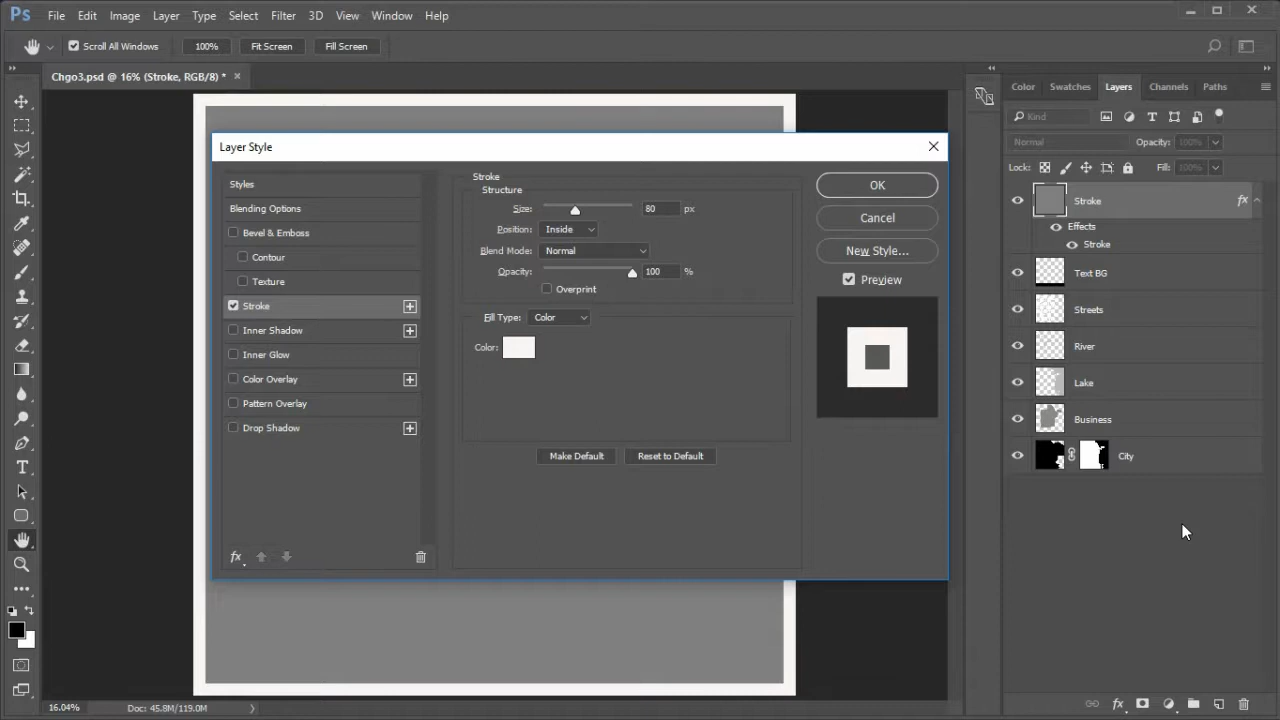 Ps File Edit Image Layer Type Select Filter 3D View Window Help
Scroll All Windows 100% Fit Screen Fill Screen
Chgo3.psd @ 16% (Stroke, RGB/8) *
Color Swatches Layers Channels Paths
Kind
Normal Opacity: 100%
Lock: Fill: 100%
Stroke fx
Effects
Stroke
Text BG
Streets
River
Lake
Business
City
Layer Style
Styles
Blending Options
Bevel & Emboss
Contour
Texture
Stroke
Inner Shadow
Inner Glow
Color Overlay
Pattern Overlay
Drop Shadow
fx
Stroke
Structure
Size: 80 px
Position: Inside
Blend Mode: Normal
Opacity: 100 %
Overprint
Fill Type: Color
Color:
Make Default Reset to Default
OK
Cancel
New Style...
Preview
16.04% Doc: 45.8M/119.0M
fx